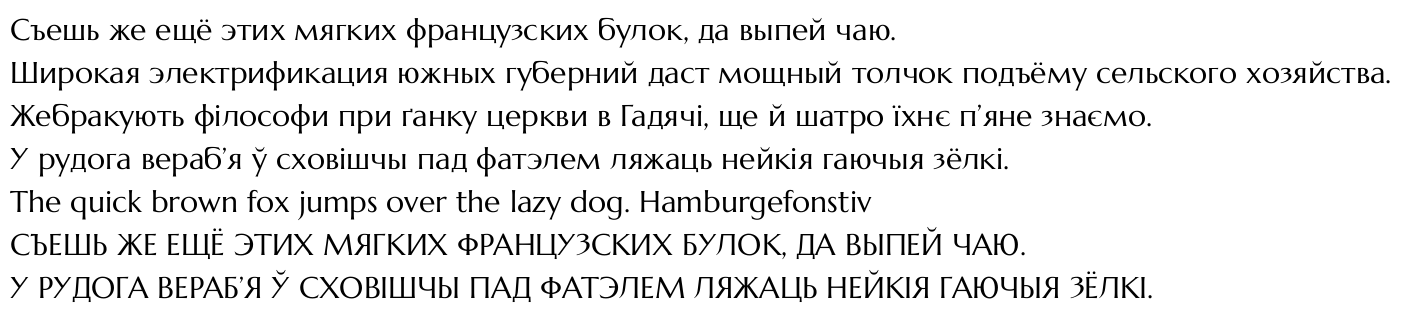 Съешь же ещё этих мягких французских булок, да выпей чаю.
Широкая электрификация южных губерний даст мощный толчок подъёму сельского хозяйства.
Жебракують філософи при ґанку церкви в Гадячі, ще й шатро їхнє п’яне знаємо.
У рудога вераб’я ў сховішчы пад фатэлем ляжаць нейкія гаючыя зёлкі.
The quick brown fox jumps over the lazy dog. Hamburgefonstiv
СЪЕШЬ ЖЕ ЕЩЁ ЭТИХ МЯГКИХ ФРАНЦУЗСКИХ БУЛОК, ДА ВЫПЕЙ ЧАЮ.
У РУДОГА ВЕРАБ’Я Ў СХОВІШЧЫ ПАД ФАТЭЛЕМ ЛЯЖАЦЬ НЕЙКІЯ ГАЮЧЫЯ ЗЁЛКІ.